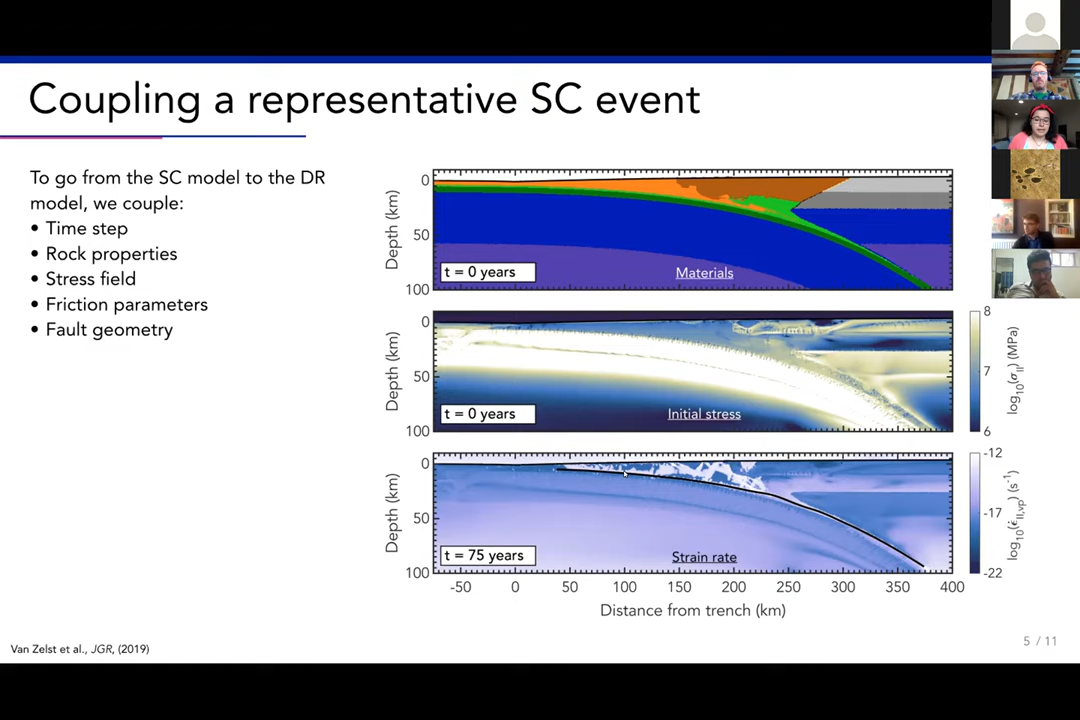 Coupling a representative SC event
To go from the SC model to the DR
model, we couple:
• Time step
• Rock properties
• Stress field
• Friction parameters
• Fault geometry
Depth (km)
0
50
100
t = 0 years
Materials
Depth (km)
0
50
100
t = 0 years
Initial stress
8
7
6
log10(σII) (MPa)
Depth (km)
0
50
100
t = 75 years
Strain rate
-12
-17
-22
log10(ε̇II,vp) (s-1)
-50 0 50 100 150 200 250 300 350 400
Distance from trench (km)
Van Zelst et al., JGR, (2019)
5 / 11